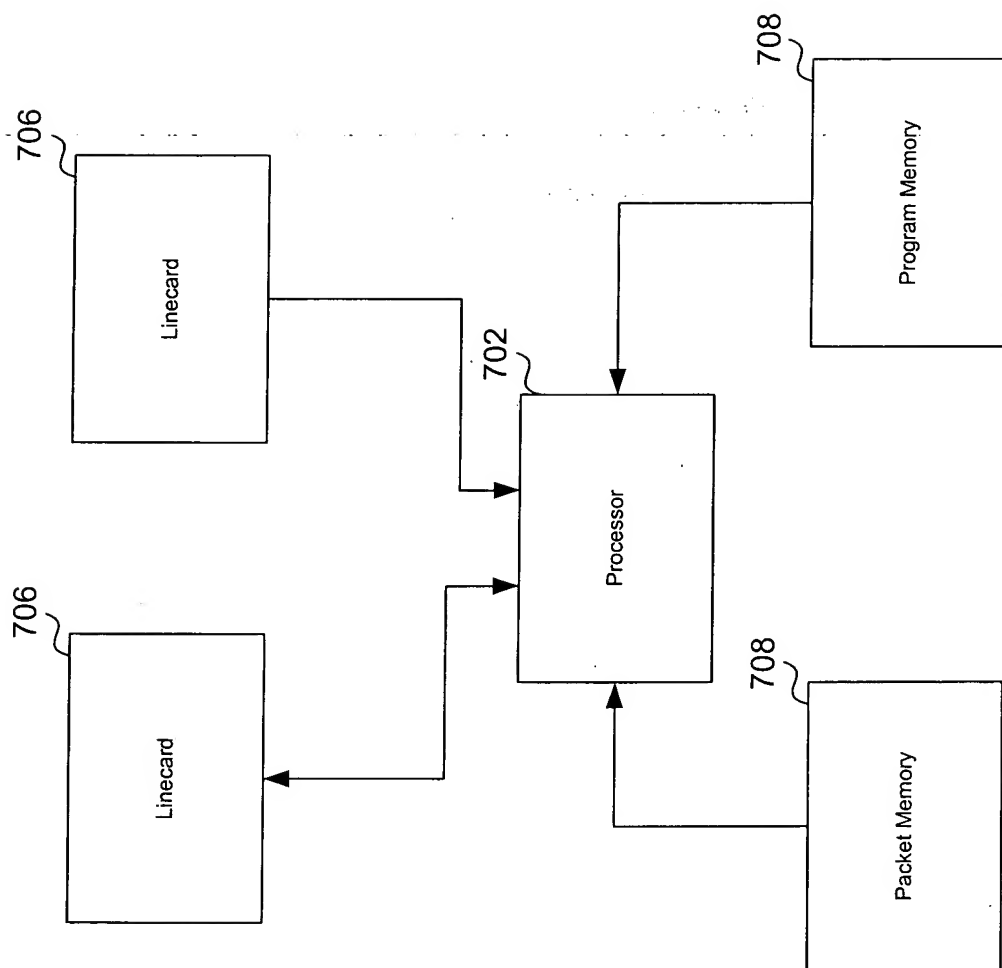 706
Linecard
706
Linecard
702
Processor
708
Packet Memory
708
Program Memory